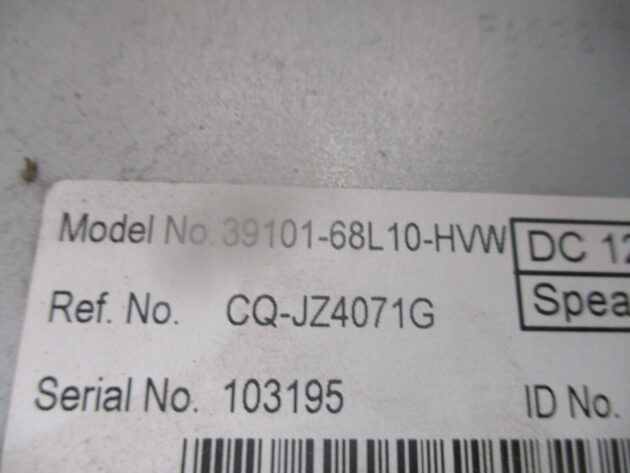 Model No. 39101-68L10-HVW DC 12
Ref. No. CQ-JZ4071G Spea
Serial No. 103195 ID No.